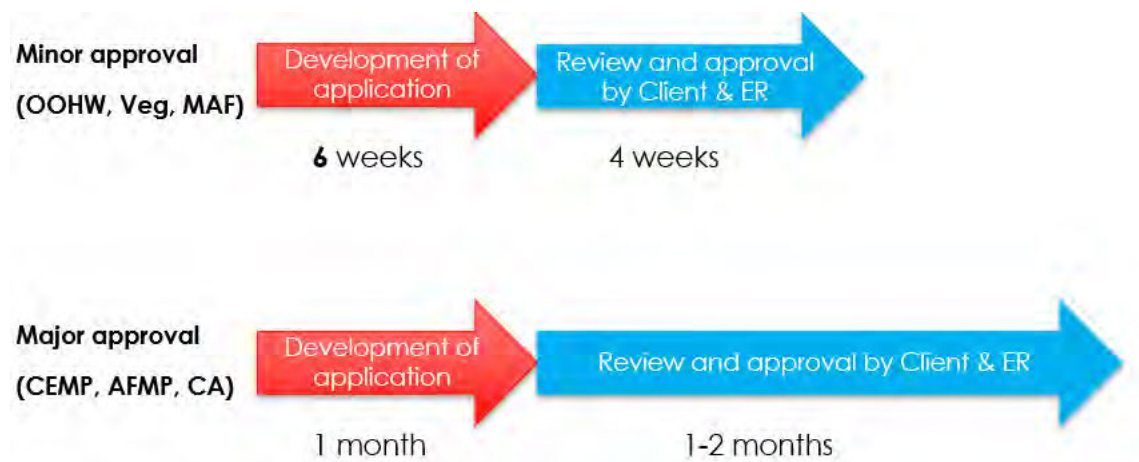 Minor approval
(OOHW, Veg, MAF)
Development of
application
Review and approval
by Client & ER
6 weeks
4 weeks
Major approval
(CEMP, AFMP, CA)
Development of
application
Review and approval by Client & ER
1 month
1-2 months